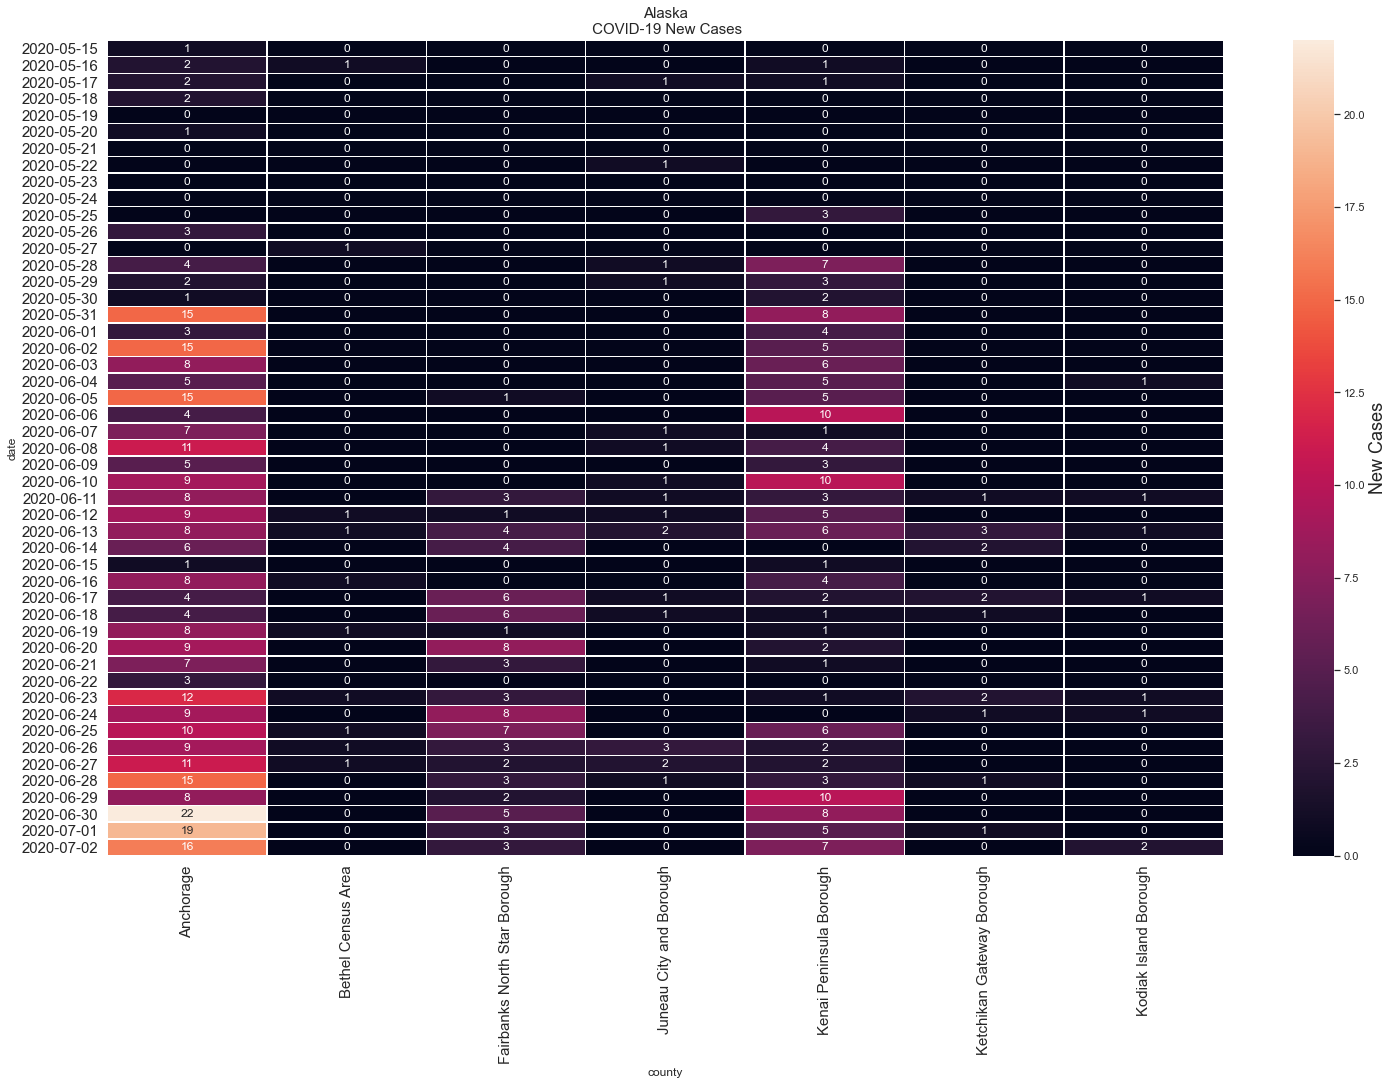 Alaska
COVID-19 New Cases
2020-05-15 1 0 0 0 0 0 0
2020-05-16 2 1 0 0 1 0 0
2020-05-17 2 0 0 1 1 0 0
2020-05-18 2 0 0 0 0 0 0
2020-05-19 0 0 0 0 0 0 0
2020-05-20 1 0 0 0 0 0 0
2020-05-21 0 0 0 0 0 0 0
2020-05-22 0 0 0 1 0 0 0
2020-05-23 0 0 0 0 0 0 0
2020-05-24 0 0 0 0 0 0 0
2020-05-25 0 0 0 0 3 0 0
2020-05-26 3 0 0 0 0 0 0
2020-05-27 0 1 0 0 0 0 0
2020-05-28 4 0 0 1 7 0 0
2020-05-29 2 0 0 1 3 0 0
2020-05-30 1 0 0 0 2 0 0
2020-05-31 15 0 0 0 8 0 0
2020-06-01 3 0 0 0 4 0 0
2020-06-02 15 0 0 0 5 0 0
2020-06-03 8 0 0 0 6 0 0
2020-06-04 5 0 0 0 5 0 1
2020-06-05 15 0 1 0 5 0 0
2020-06-06 4 0 0 0 10 0 0
2020-06-07 7 0 0 1 1 0 0
2020-06-08 11 0 0 1 4 0 0
2020-06-09 5 0 0 0 3 0 0
2020-06-10 9 0 0 1 10 0 0
2020-06-11 8 0 3 1 3 1 1
2020-06-12 9 1 1 1 5 0 0
2020-06-13 8 1 4 2 6 3 1
2020-06-14 6 0 4 0 0 2 0
2020-06-15 1 0 0 0 1 0 0
2020-06-16 8 1 0 0 4 0 0
2020-06-17 4 0 6 1 2 2 1
2020-06-18 4 0 6 1 1 1 0
2020-06-19 8 1 1 0 1 0 0
2020-06-20 9 0 8 0 2 0 0
2020-06-21 7 0 3 0 1 0 0
2020-06-22 3 0 0 0 0 0 0
2020-06-23 12 1 3 0 1 2 1
2020-06-24 9 0 8 0 0 1 1
2020-06-25 10 1 7 0 6 0 0
2020-06-26 9 1 3 3 2 0 0
2020-06-27 11 1 2 2 2 0 0
2020-06-28 15 0 3 1 3 1 0
2020-06-29 8 0 2 0 10 0 0
2020-06-30 22 0 5 0 8 0 0
2020-07-01 19 0 3 0 5 1 0
2020-07-02 16 0 3 0 7 0 2
date
Anchorage
Bethel Census Area
Fairbanks North Star Borough
Juneau City and Borough
Kenai Peninsula Borough
Ketchikan Gateway Borough
Kodiak Island Borough
county
20.0
17.5
15.0
12.5
10.0
7.5
5.0
2.5
0.0
New Cases